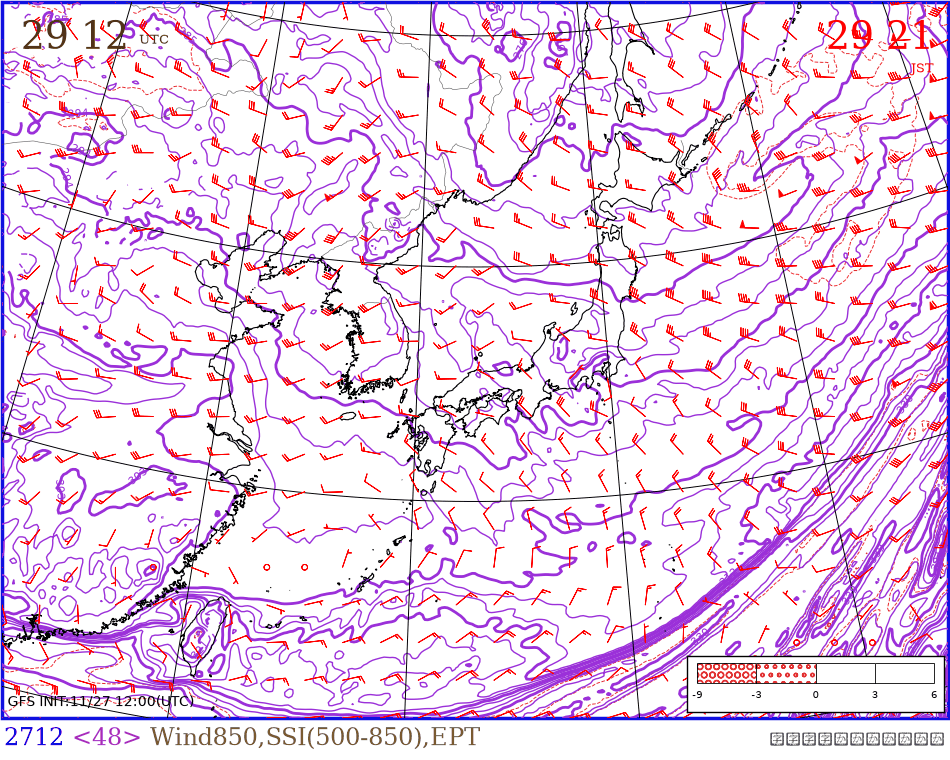 29 12 UTC
29 21
JST
GFS INIT:11/27 12:00(UTC)
-9 -3 0 3 6
2712 <48> Wind850,SSI(500-850),EPT